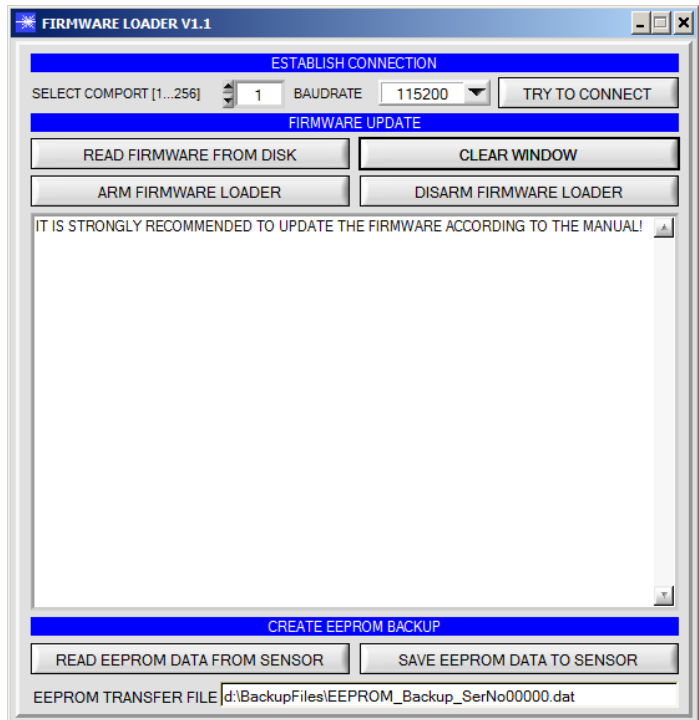 FIRMWARE LOADER V1.1
ESTABLISH CONNECTION
SELECT COMPORT [1...256] 1 BAUDRATE 115200 TRY TO CONNECT
FIRMWARE UPDATE
READ FIRMWARE FROM DISK CLEAR WINDOW
ARM FIRMWARE LOADER DISARM FIRMWARE LOADER
IT IS STRONGLY RECOMMENDED TO UPDATE THE FIRMWARE ACCORDING TO THE MANUAL!
CREATE EEPROM BACKUP
READ EEPROM DATA FROM SENSOR SAVE EEPROM DATA TO SENSOR
EEPROM TRANSFER FILE d:\BackupFiles\EEPROM_Backup_SerNo00000.dat